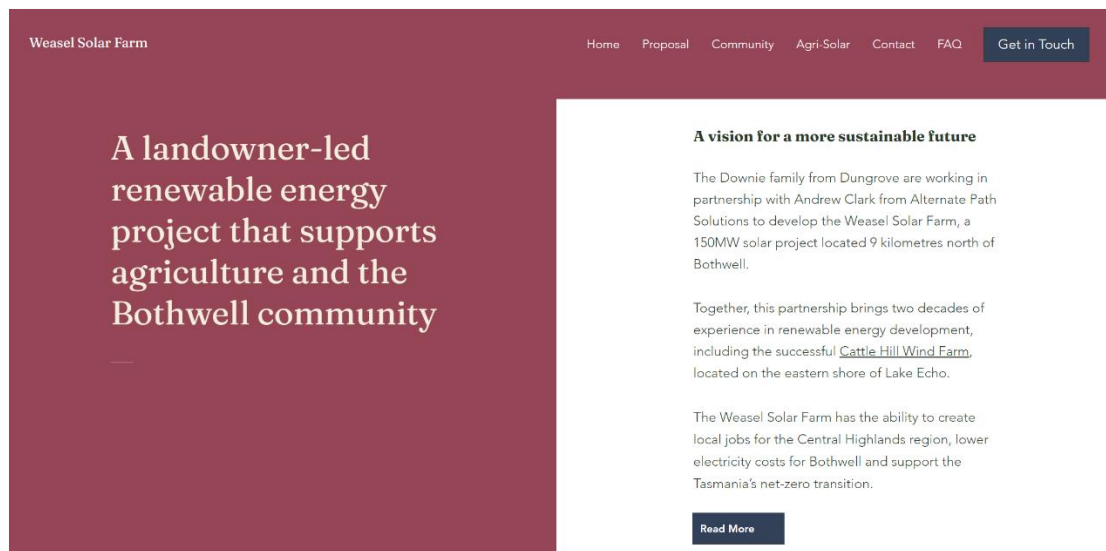 Weasel Solar Farm
Home Proposal Community Agri-Solar Contact FAQ Get in Touch
A landowner-led
renewable energy
project that supports
agriculture and the
Bothwell community
A vision for a more sustainable future
The Downie family from Dungrove are working in
partnership with Andrew Clark from Alternate Path
Solutions to develop the Weasel Solar Farm, a
150MW solar project located 9 kilometres north of
Bothwell.
Together, this partnership brings two decades of
experience in renewable energy development,
including the successful Cattle Hill Wind Farm,
located on the eastern shore of Lake Echo.
The Weasel Solar Farm has the ability to create
local jobs for the Central Highlands region, lower
electricity costs for Bothwell and support the
Tasmania's net-zero transition.
Read More